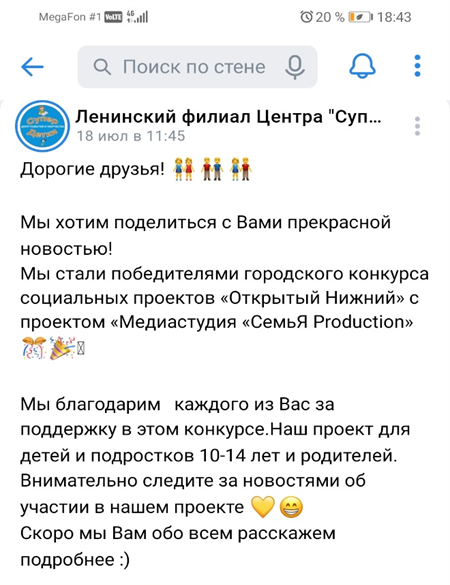 MegaFon #1 VoLTE 4G 20 % 18:43
Поиск по стене
Ленинский филиал Центра "Суп...
18 июл в 11:45
Дорогие друзья! 👫 👬 👫
Мы хотим поделиться с Вами прекрасной
новостью!
Мы стали победителями городского конкурса
социальных проектов «Открытый Нижний» с
проектом «Медиастудия «СемьЯ Production»
🎊 🎉
Мы благодарим каждого из Вас за
поддержку в этом конкурсе.Наш проект для
детей и подростков 10-14 лет и родителей.
Внимательно следите за новостями об
участии в нашем проекте 💛 😁
Скоро мы Вам обо всем расскажем
подробнее :)